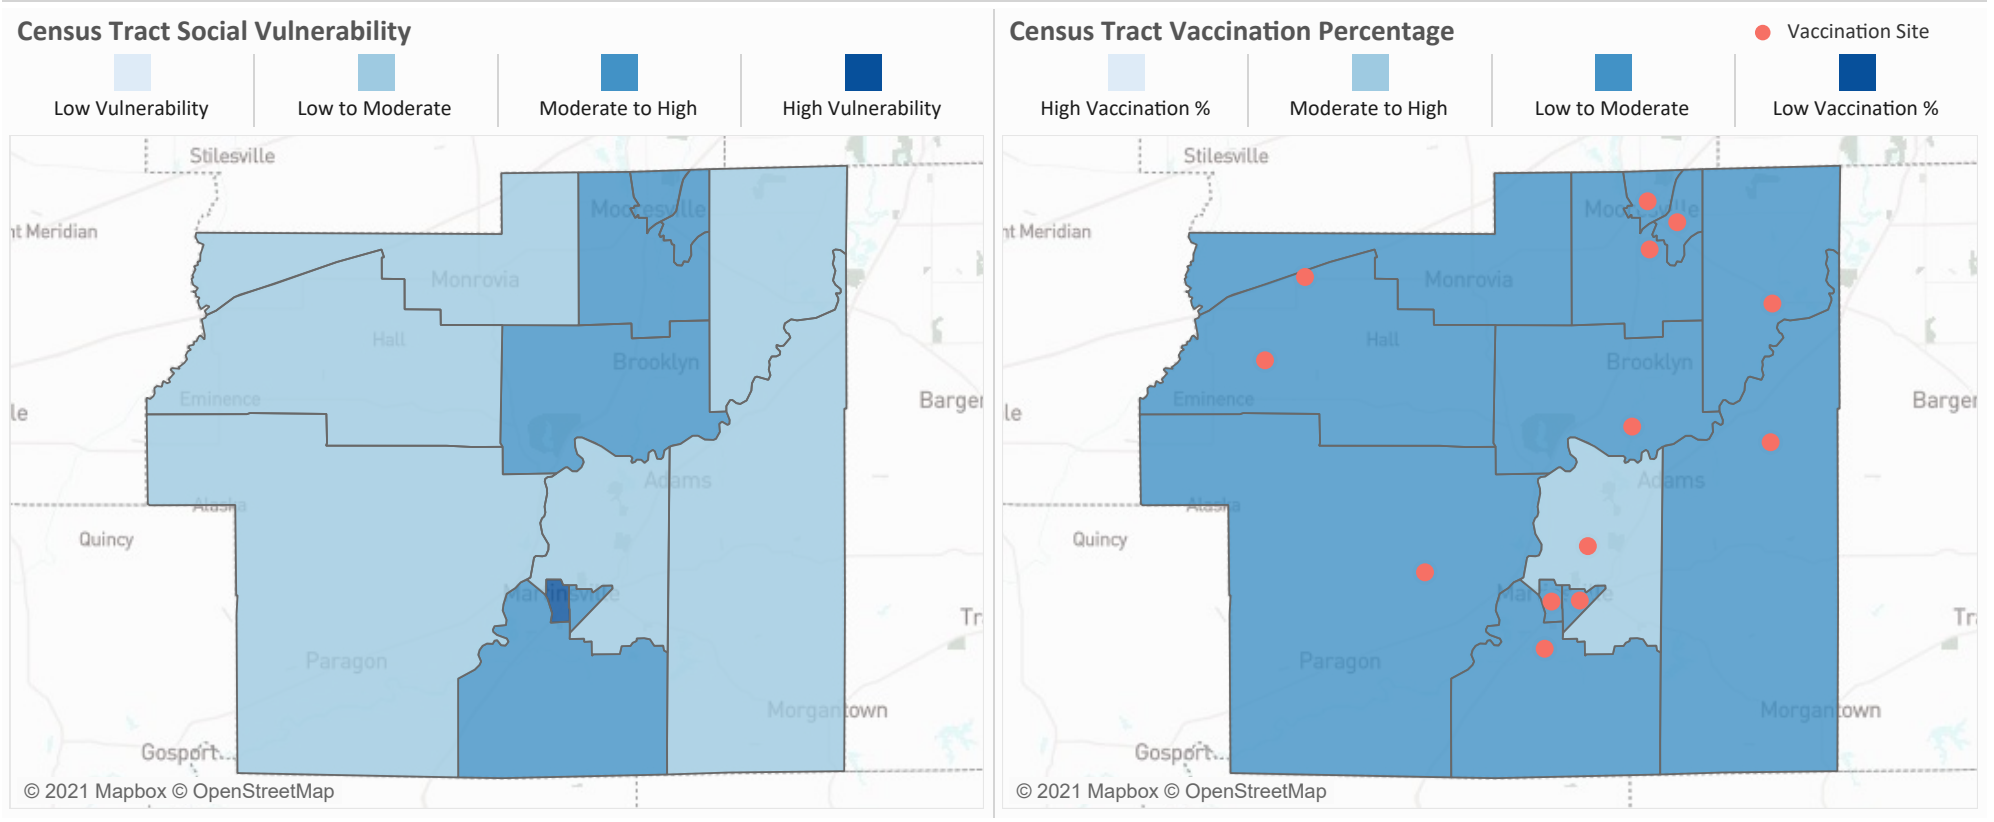 Census Tract Social Vulnerability
Low Vulnerability
Low to Moderate
Moderate to High
High Vulnerability
Stilesville
nt Meridian
Mooresville
Monrovia
Hall
Brooklyn
Eminence
le
Barger
Adams
Alaska
Quincy
Martinsville
Tr
Paragon
Morgantown
Gosport
© 2021 Mapbox © OpenStreetMap
Census Tract Vaccination Percentage
Vaccination Site
High Vaccination %
Moderate to High
Low to Moderate
Low Vaccination %
Stilesville
nt Meridian
Mooresville
Monrovia
Hall
Brooklyn
Eminence
le
Barger
Adams
Alaska
Quincy
Martinsville
Tr
Paragon
Morgantown
Gosport
© 2021 Mapbox © OpenStreetMap